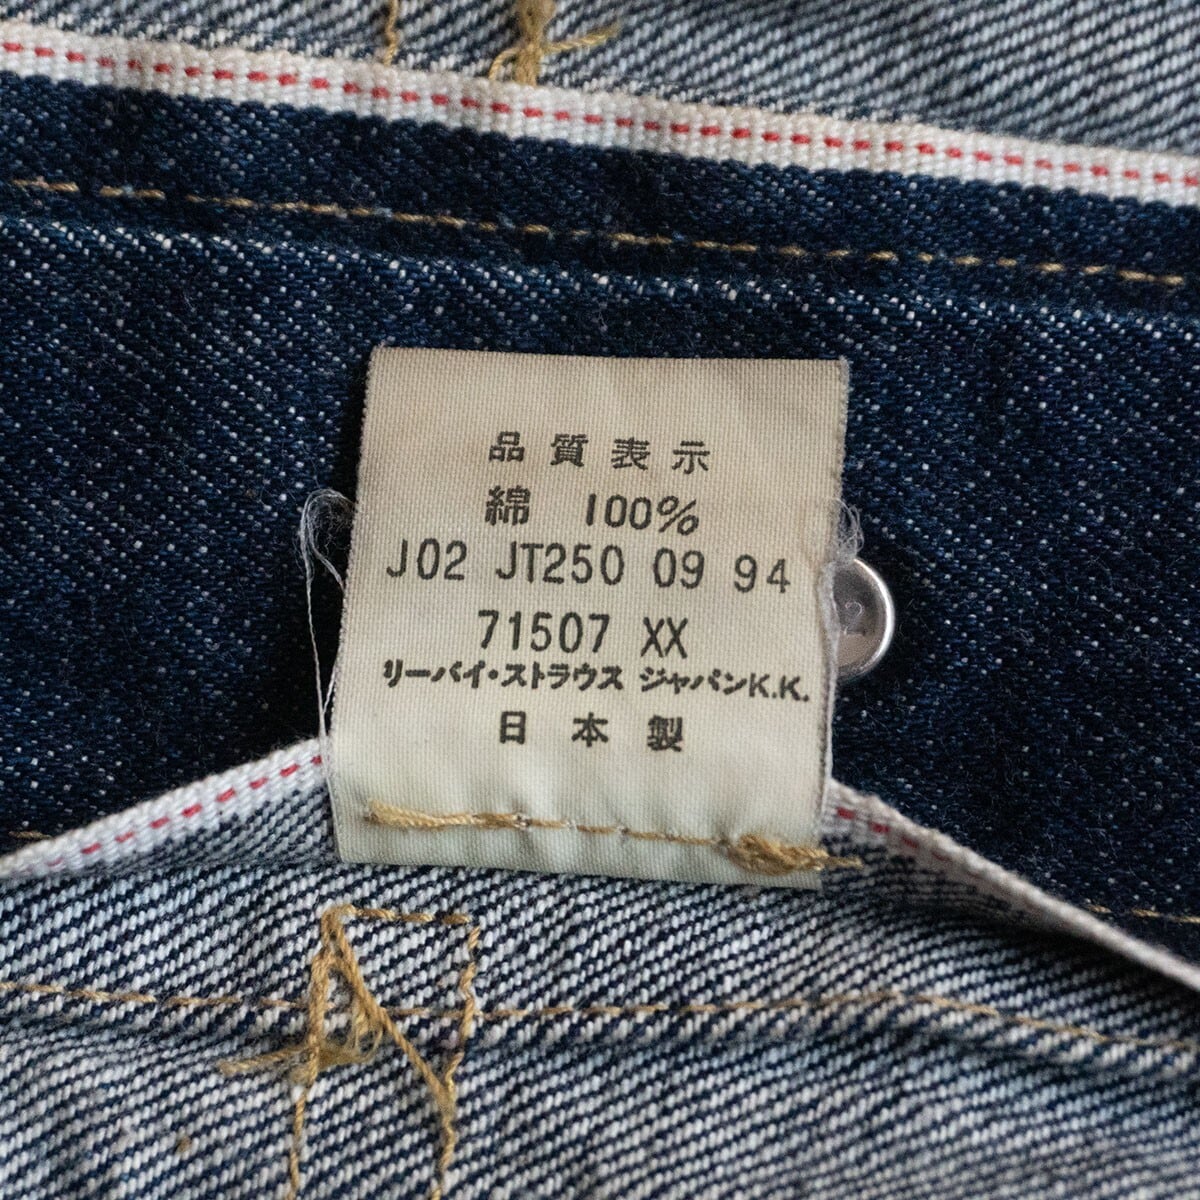 品質表示
綿 100%
J02 JT250 09 94
71507 XX
リーバイ・ストラウス ジャパンK.K.
日本製